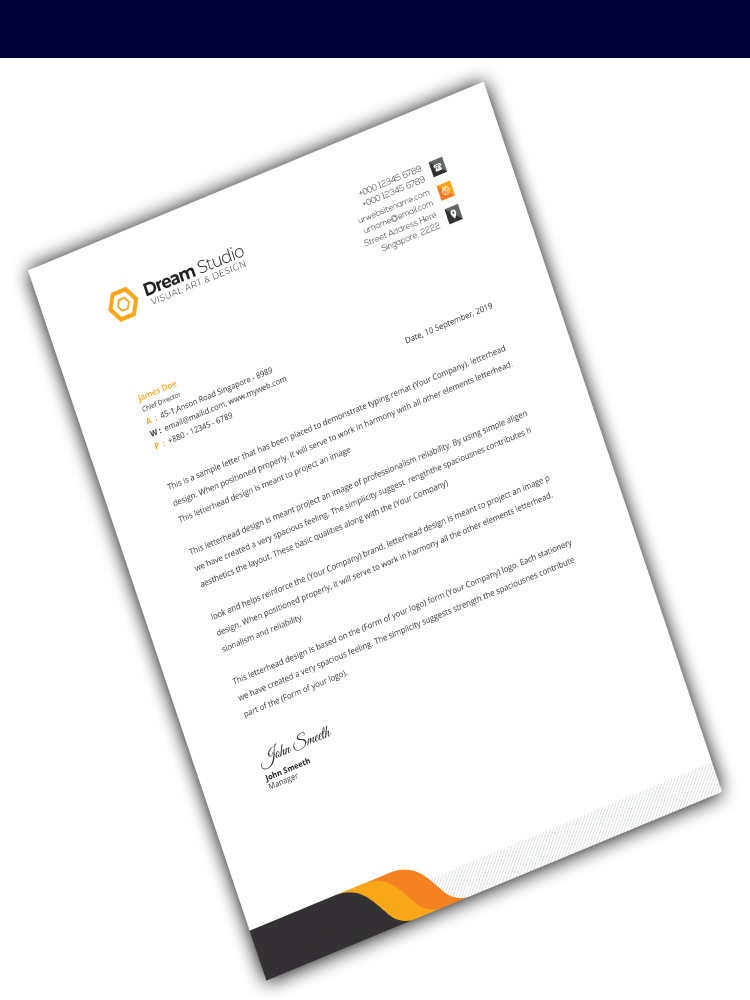 +000 12345 6789
+000 12345 6789
urwebsitename.com
urname@email.com
Street Address Here
Singapore, 2222
Dream Studio
VISUAL ART & DESIGN
Date, 10 September, 2019
James Doe
Chief Director
A : 45-1,Anson Road Singapore - 8989
W : email@mailid.com, www.myweb.com
P : +880 - 12345 - 6789
This is a sample letter that has been placed to demonstrate typing remat (Your Company). letterhead
design. When positioned properly, it will serve to work in harmony with all other elements letterhead.
This letterhead design is meant to project an image
This letterhead design is meant project an image of professionalism reliability. By using simple aligen
we have created a very spacious feeling. The simplicity suggest rengththe spaciousnes contributes h
aesthetics the layout. These basic qualities along with the (Your Company)
look and helps reinforce the (Your Company) brand. letterhead design is meant to project an image p
design. When positioned properly, it will serve to work in harmony all the other elements letterhead.
sionalism and reliability.
This letterhead design is based on the (Form of your logo) form (Your Company) logo. Each stationery
we have created a very spacious feeling. The simplicity suggests strength the spaciousnes contribute
part of the (Form of your logo).
John Smeeth
John Smeeth
Manager